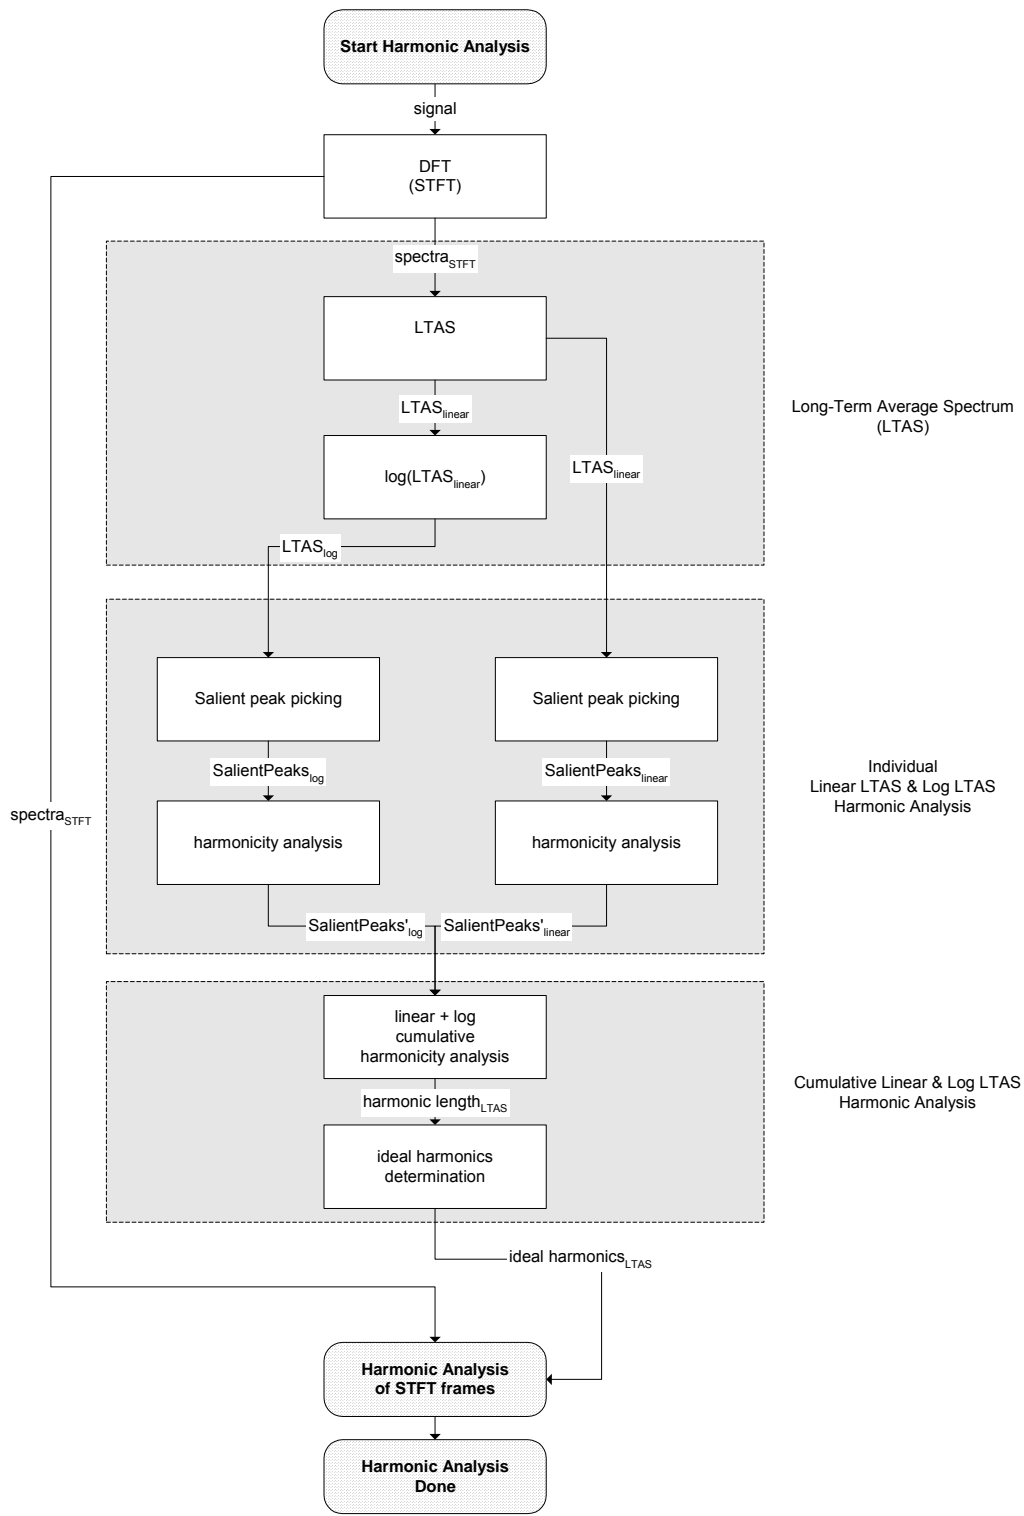 Start Harmonic Analysis
signal
DFT
(STFT)
spectraSTFT
LTAS
LTASlinear
log(LTASlinear)
LTASlinear
LTASlog
Long-Term Average Spectrum
(LTAS)
Salient peak picking
Salient peak picking
SalientPeakslog
SalientPeakslinear
harmonicity analysis
harmonicity analysis
SalientPeaks'log
SalientPeaks'linear
Individual
Linear LTAS & Log LTAS
Harmonic Analysis
spectraSTFT
linear + log
cumulative
harmonicity analysis
harmonic lengthLTAS
ideal harmonics
determination
Cumulative Linear & Log LTAS
Harmonic Analysis
ideal harmonicsLTAS
Harmonic Analysis
of STFT frames
Harmonic Analysis
Done